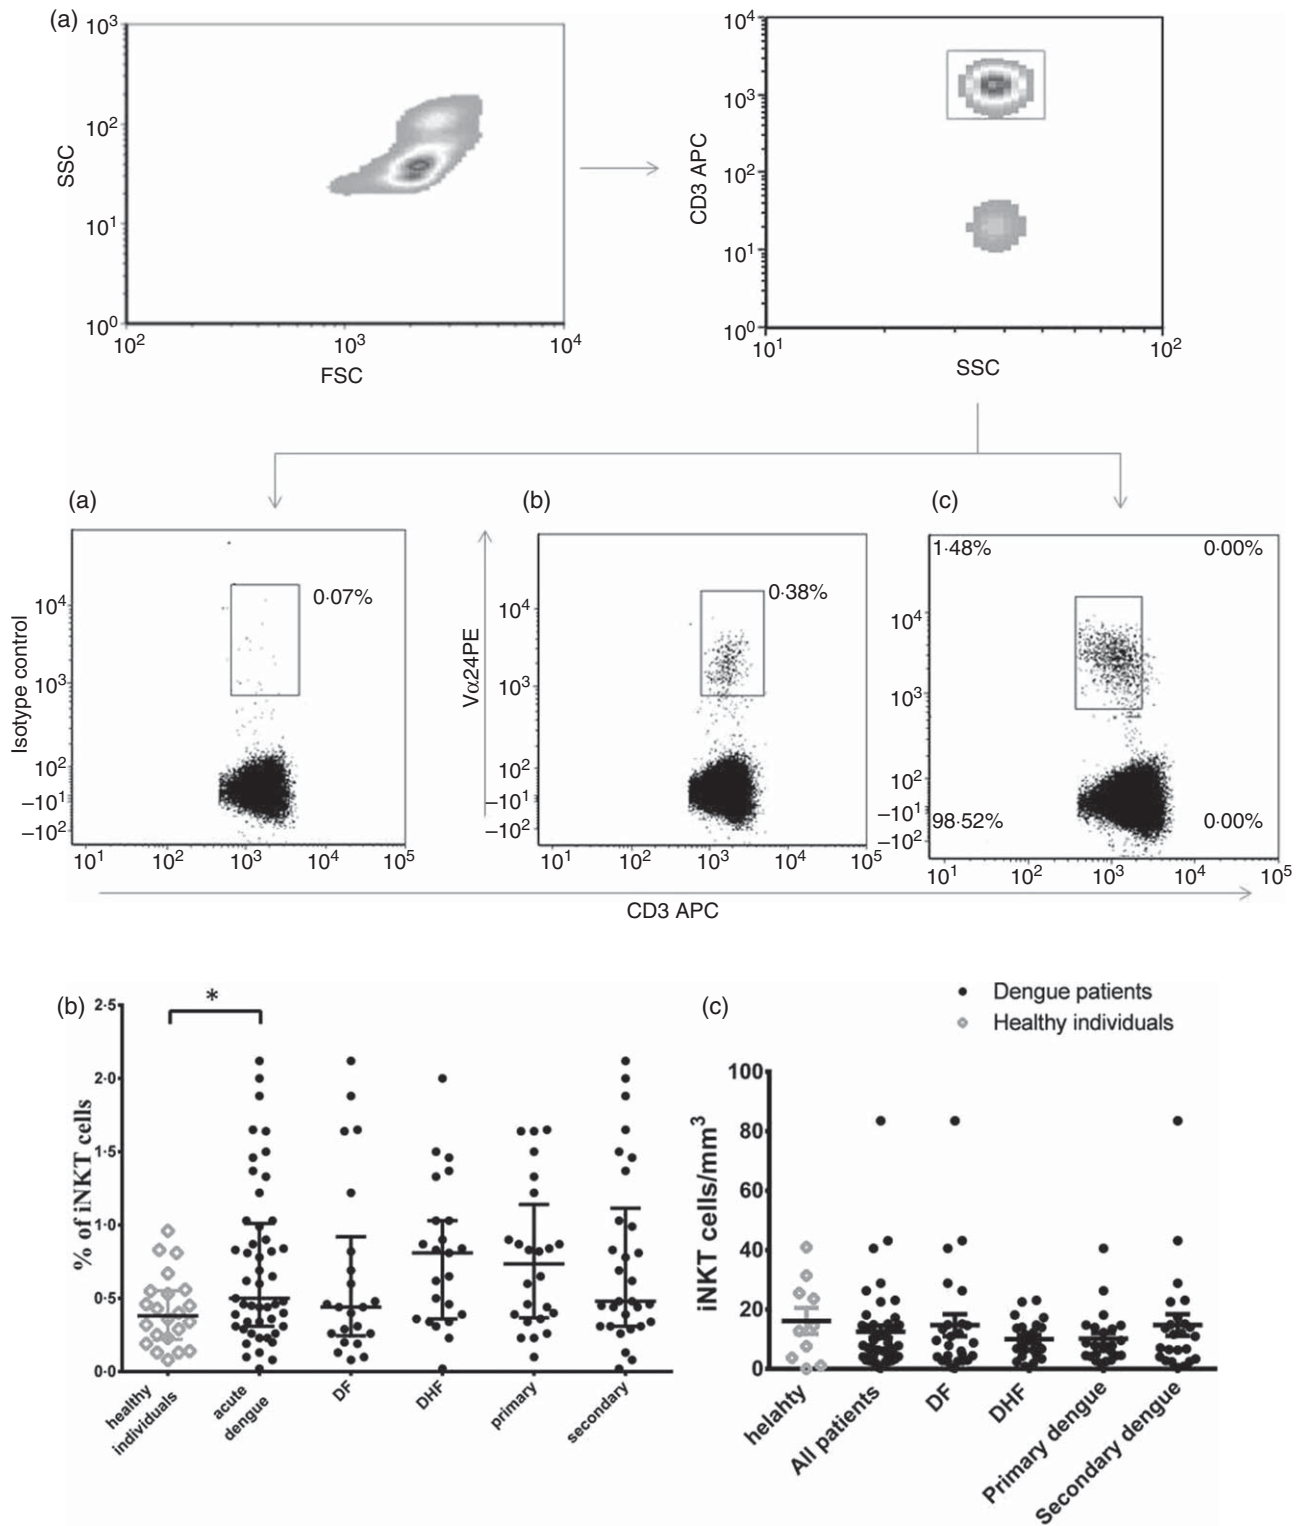 (a)
10³
10²
10¹
10⁰
SSC
10² 10³ 10⁴
FSC
10⁴
10³
10²
10¹
10⁰
CD3 APC
10¹ 10²
SSC
(a)
0·07%
Isotype control
10⁴
10³
10²
–10¹
–10²
10¹ 10² 10³ 10⁴ 10⁵
(b)
0·38%
Vα24PE
10⁴
10³
10²
–10¹
–10²
10¹ 10² 10³ 10⁴ 10⁵
(c)
1·48% 0·00%
98·52% 0·00%
10⁴
10³
10²
–10¹
–10²
10¹ 10² 10³ 10⁴ 10⁵
CD3 APC
(b)
*
% of iNKT cells
2·5
2·0
1·5
1·0
0·5
0·0
healthy
individuals
acute
dengue
DF
DHF
primary
secondary
(c)
Dengue patients
Healthy individuals
iNKT cells/mm³
100
80
60
40
20
0
helahty
All patients
DF
DHF
Primary dengue
Secondary dengue